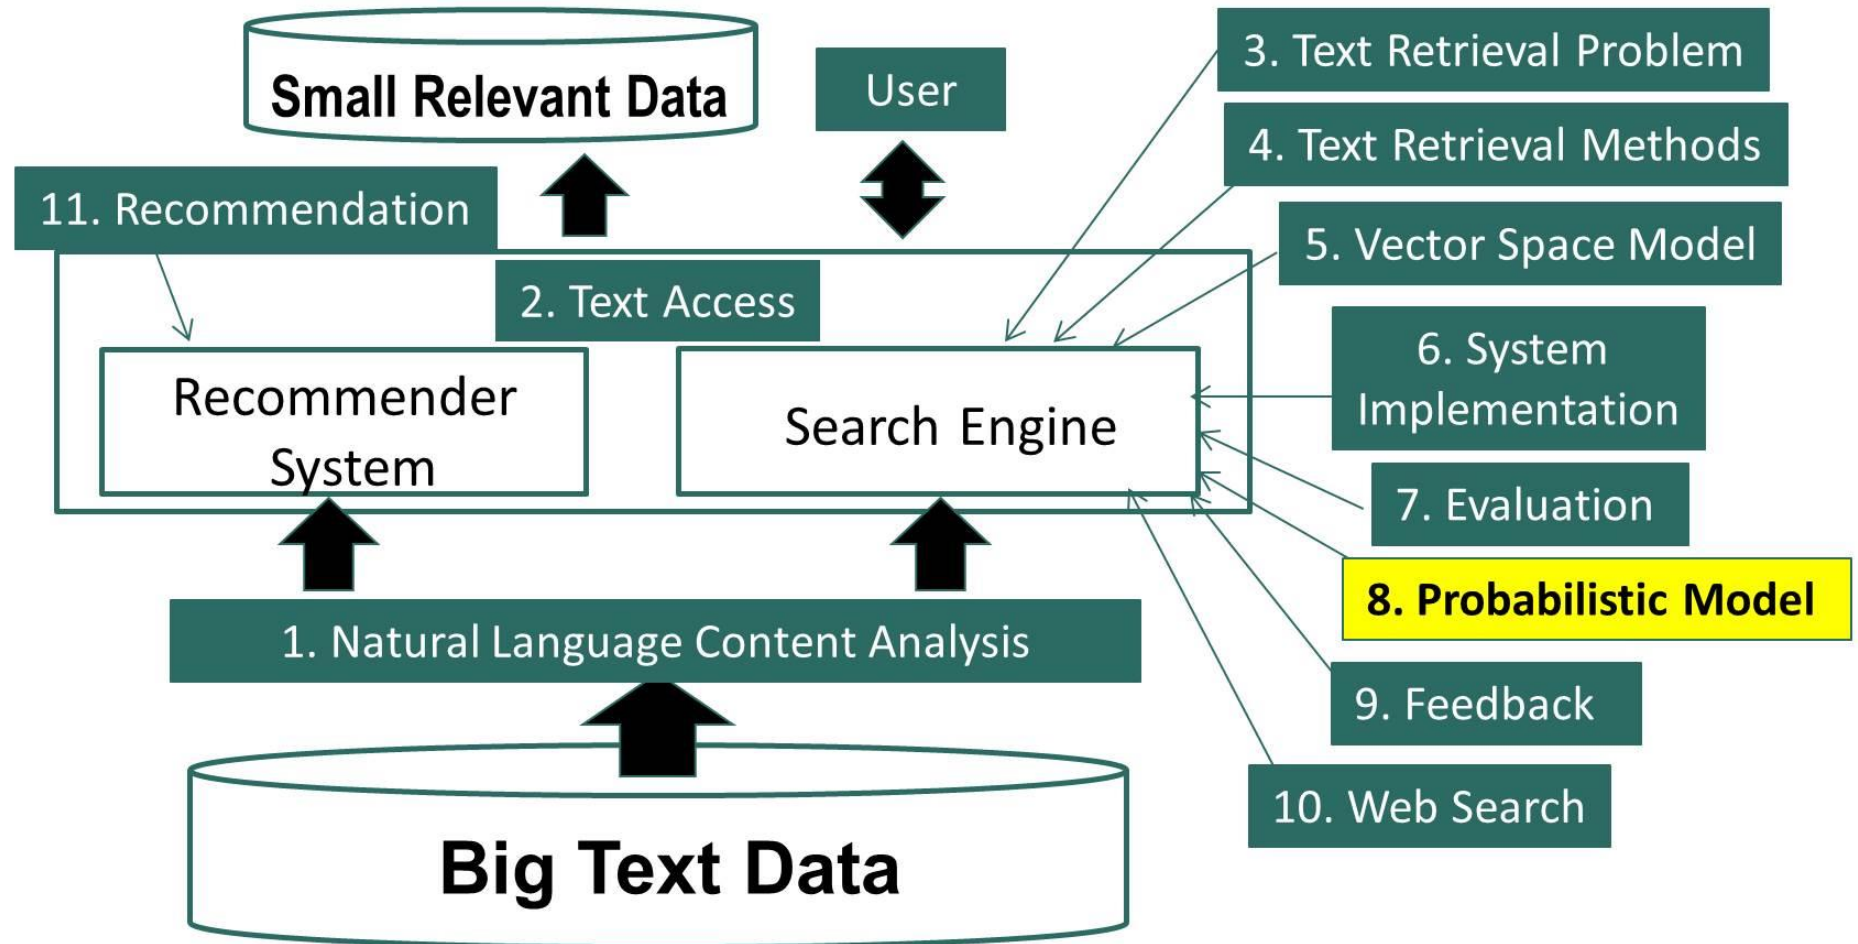 Small Relevant Data
User
3. Text Retrieval Problem
4. Text Retrieval Methods
11. Recommendation
5. Vector Space Model
2. Text Access
6. System
Implementation
Recommender
System
Search Engine
7. Evaluation
8. Probabilistic Model
1. Natural Language Content Analysis
9. Feedback
10. Web Search
Big Text Data